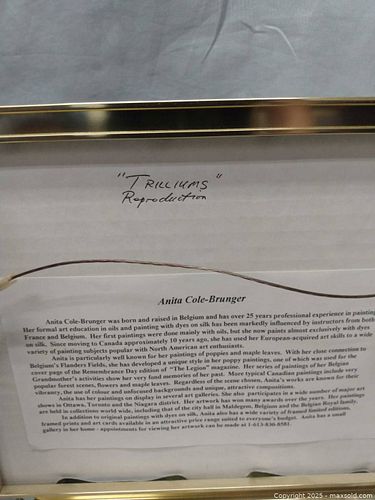 "TRILLIUMS"
Reproduction
Anita Cole-Brunger
Anita Cole-Brunger was born and raised in Belgium and has over 25 years professional experience in painting.
Her formal art education in oils and painting with dyes on silk has been markedly influenced by instructors from both
France and Belgium. Her first paintings were done mainly with oils, but she now paints almost exclusively with dyes
on silk. Since moving to Canada approximately 10 years ago, she has used her European-acquired art skills to a wide
variety of painting subjects popular with North American art enthusiasts.
Anita is particularly well known for her paintings of poppies and maple leaves. With her close connection to
Belgium's Flanders Fields, she has developed a unique style in her poppy paintings, one of which was used for the
cover page of the Remembrance Day edition of "The Legion" magazine. Her series of paintings of her Belgian
Grandmother's activities show her very fond memories of her past. More typical Canadian paintings include very
popular forest scenes, flowers and maple leaves. Regardless of the scene chosen, Anita's works are known for their
vibrancy, the use of colour and unfocused backgrounds and unique, attractive compositions.
Anita has her paintings on display in several art galleries. She also participates in a wide number of major art
shows in Ottawa, Toronto and the Niagara district. Her artwork has won many awards over the years. Her paintings
are held in collections world wide, including that of the city hall of Maldegem, Belgium and the Belgian Royal family.
In addition to original paintings with dyes on silk, Anita also has a wide variety of framed limited editions,
framed prints and art cards available in an attractive price range suited to everyone's budget. Anita has a small
gallery in her home - appointments for viewing her artwork can be made at 1-613-836-8581.
Copyright © 2025 - maxsold.com